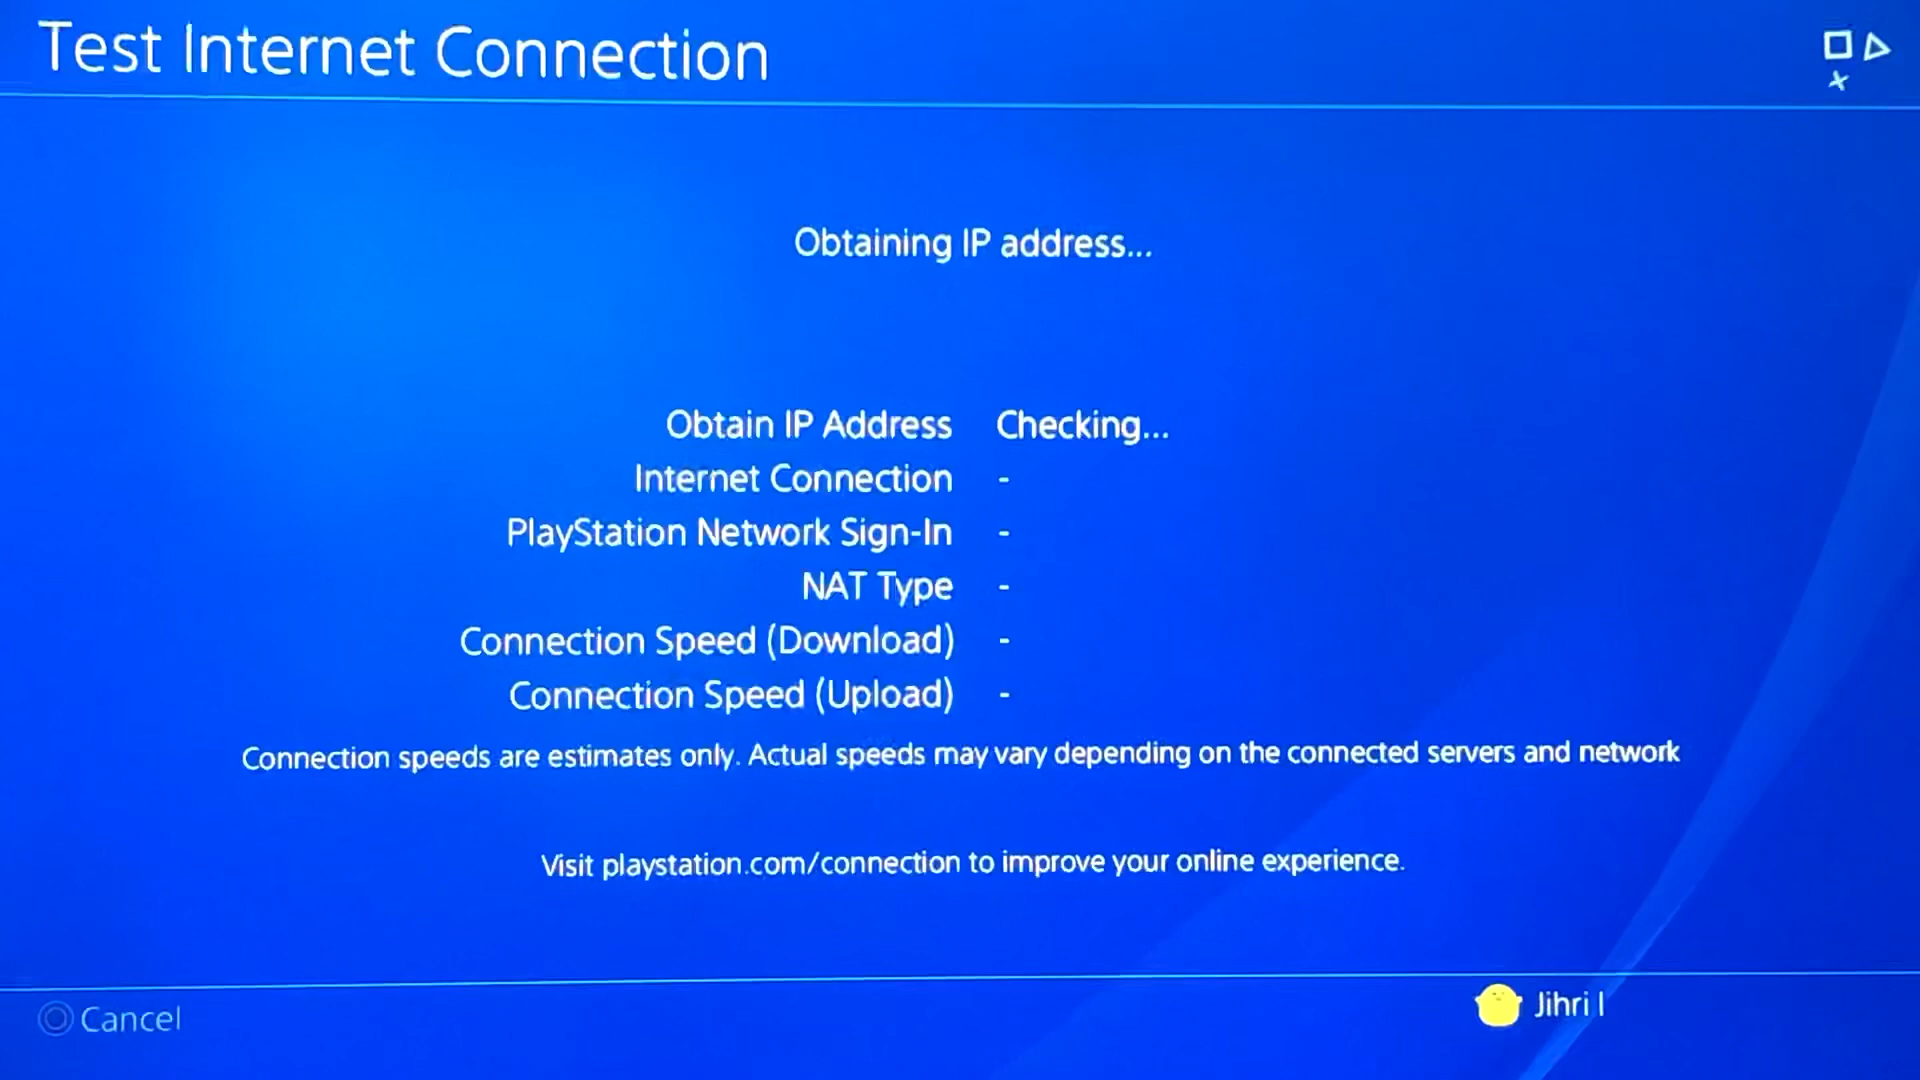 Test Internet Connection
Obtaining IP address...
Obtain IP Address Checking...
Internet Connection -
PlayStation Network Sign-In -
NAT Type -
Connection Speed (Download) -
Connection Speed (Upload) -
Connection speeds are estimates only. Actual speeds may vary depending on the connected servers and network
Visit playstation.com/connection to improve your online experience.
Cancel
Jihri I